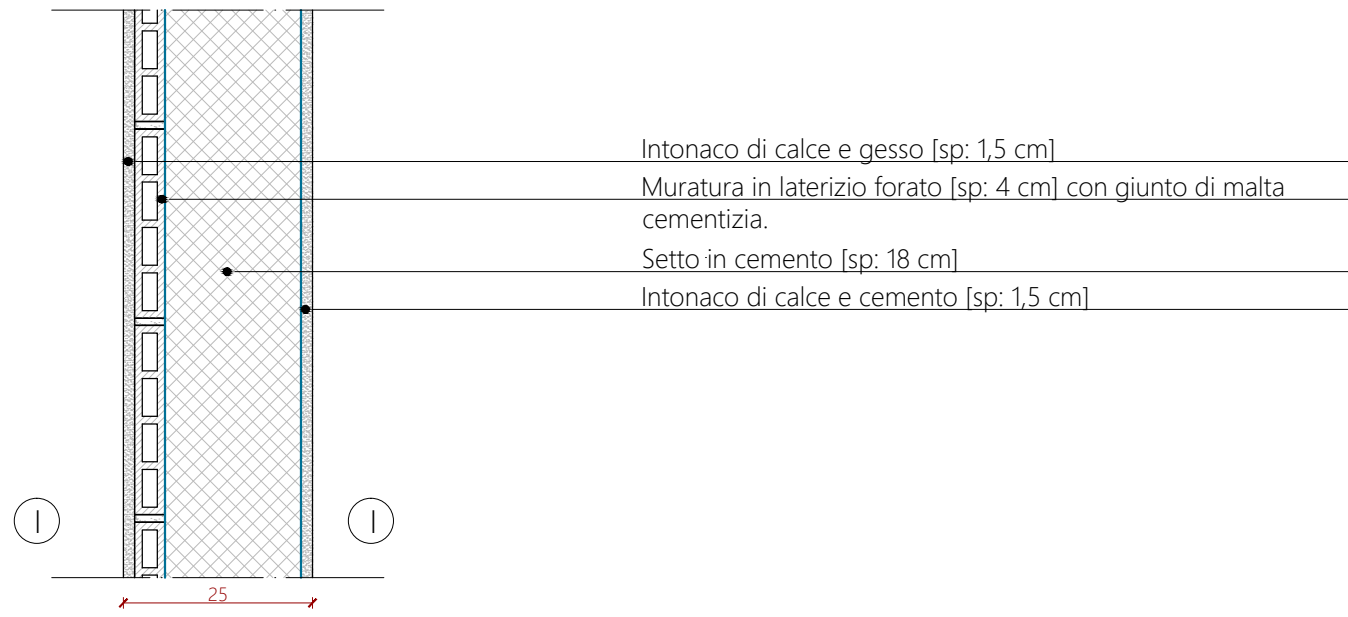 Intonaco di calce e gesso [sp: 1,5 cm]
Muratura in laterizio forato [sp: 4 cm] con giunto di malta
cementizia.
Setto in cemento [sp: 18 cm]
Intonaco di calce e cemento [sp: 1,5 cm]
I
I
25